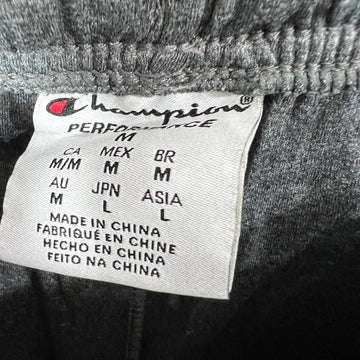 Champion®
PERFORMANCE
M
CA MEX BR
M/M M M
AU JPN ASIA
M L L
MADE IN CHINA
FABRIQUÉ EN CHINE
HECHO EN CHINA
FEITO NA CHINA